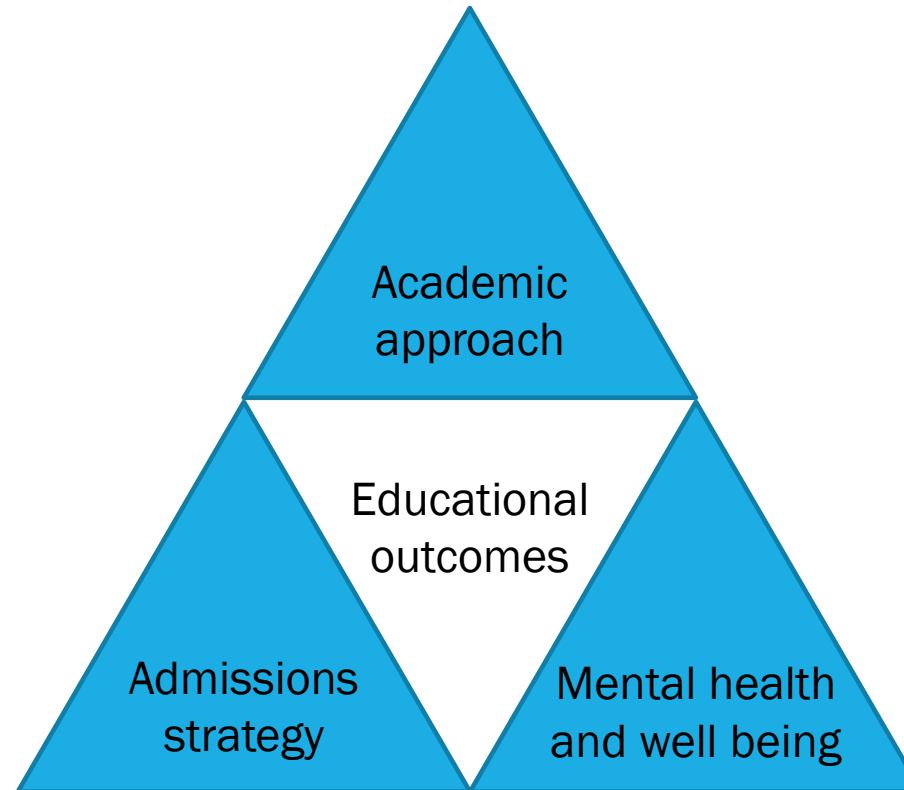 Academic
approach
Educational
outcomes
Admissions
strategy
Mental health
and well being